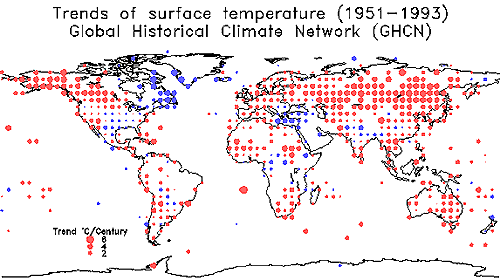 Trends of surface temperature (1951-1993)
Global Historical Climate Network (GHCN)
Trend °C/Century
6
4
2